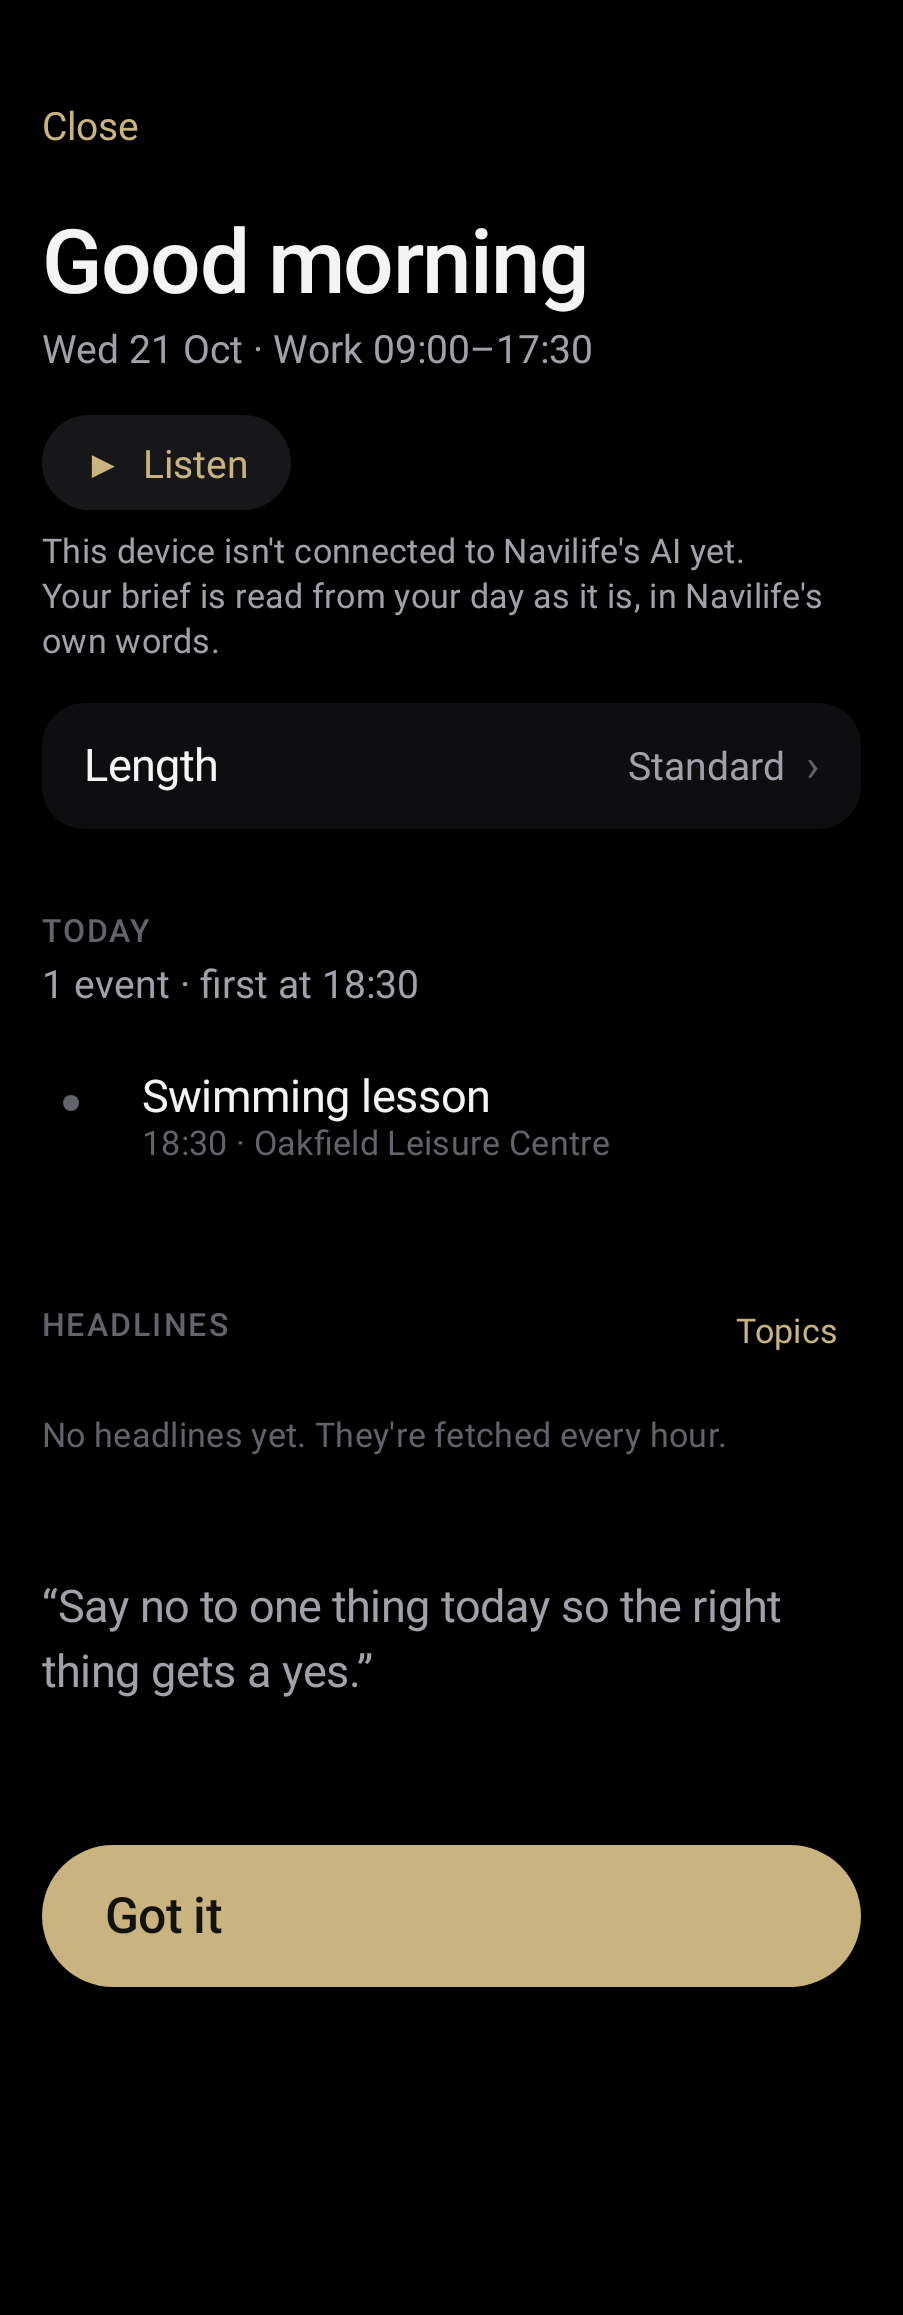 Close
Good morning
Wed 21 Oct · Work 09:00–17:30
► Listen
This device isn't connected to Navilife's AI yet.
Your brief is read from your day as it is, in Navilife's
own words.
Length Standard ›
TODAY
1 event · first at 18:30
Swimming lesson
18:30 · Oakfield Leisure Centre
HEADLINES Topics
No headlines yet. They're fetched every hour.
“Say no to one thing today so the right
thing gets a yes.”
Got it